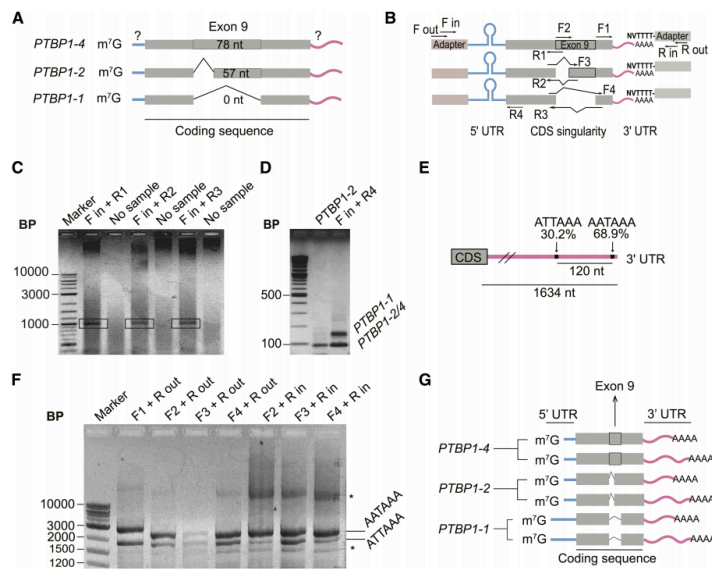 A
?
Exon 9
?
PTBP1-4 m⁷G 78 nt
PTBP1-2 m⁷G 57 nt
PTBP1-1 m⁷G 0 nt
Coding sequence
B
F out
F in
F2
F1
NVTTTT-
Adapter
Adapter
Exon 9
AAAA
R out
R in
R1
F3
NVTTTT-
AAAA
R2
F4
NVTTTT-
AAAA
R4
R3
5' UTR
CDS singularity
3' UTR
C
BP
Marker
F in + R1
No sample
F in + R2
No sample
F in + R3
No sample
10000
3000
1000
D
BP
PTBP1-2
F in + R4
500
100
PTBP1-1
PTBP1-2/4
E
ATTAAA AATAAA
30.2% 68.9%
CDS
3' UTR
120 nt
1634 nt
F
BP
Marker
F1 + R out
F2 + R out
F3 + R out
F4 + R out
F2 + R in
F3 + R in
F4 + R in
10000
3000
2000
1500
1200
*
AATAAA
ATTAAA
*
G
Exon 9
5' UTR
3' UTR
PTBP1-4
m⁷G AAAA
m⁷G AAAA
PTBP1-2
m⁷G AAAA
m⁷G AAAA
PTBP1-1
m⁷G AAAA
m⁷G AAAA
Coding sequence